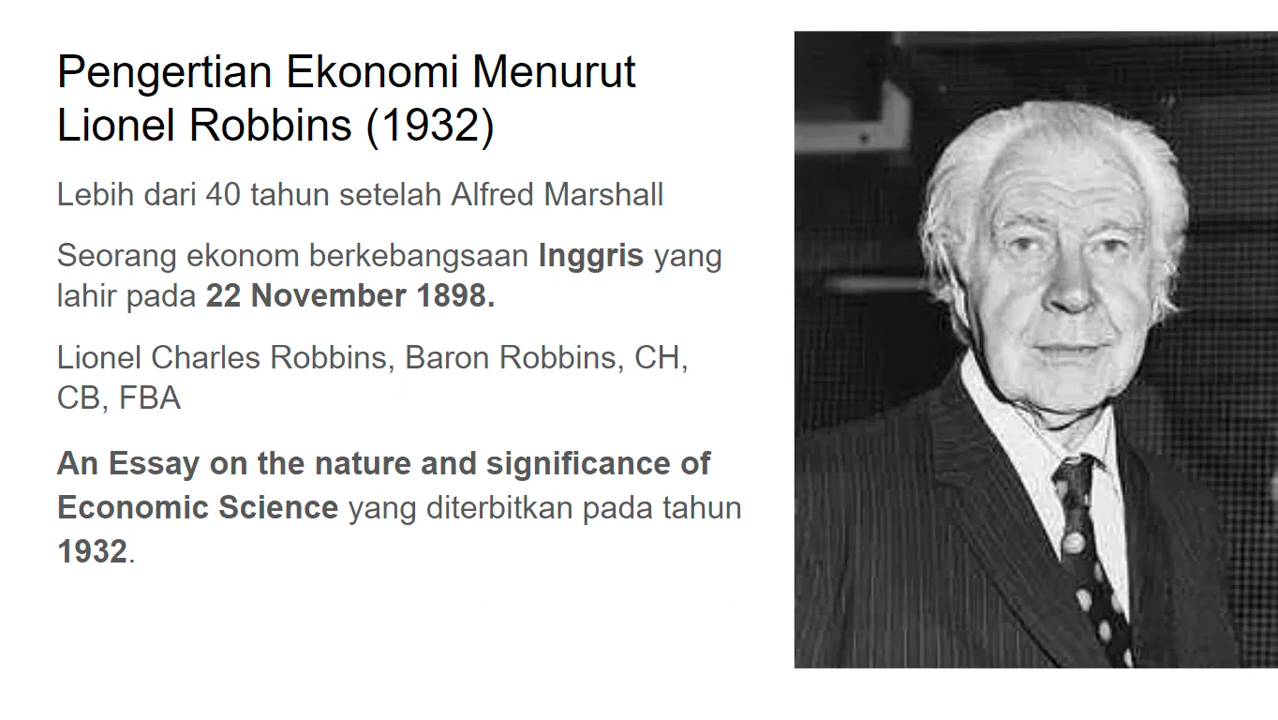 Pengertian Ekonomi Menurut
Lionel Robbins (1932)
Lebih dari 40 tahun setelah Alfred Marshall
Seorang ekonom berkebangsaan Inggris yang
lahir pada 22 November 1898.
Lionel Charles Robbins, Baron Robbins, CH,
CB, FBA
An Essay on the nature and significance of
Economic Science yang diterbitkan pada tahun
1932.